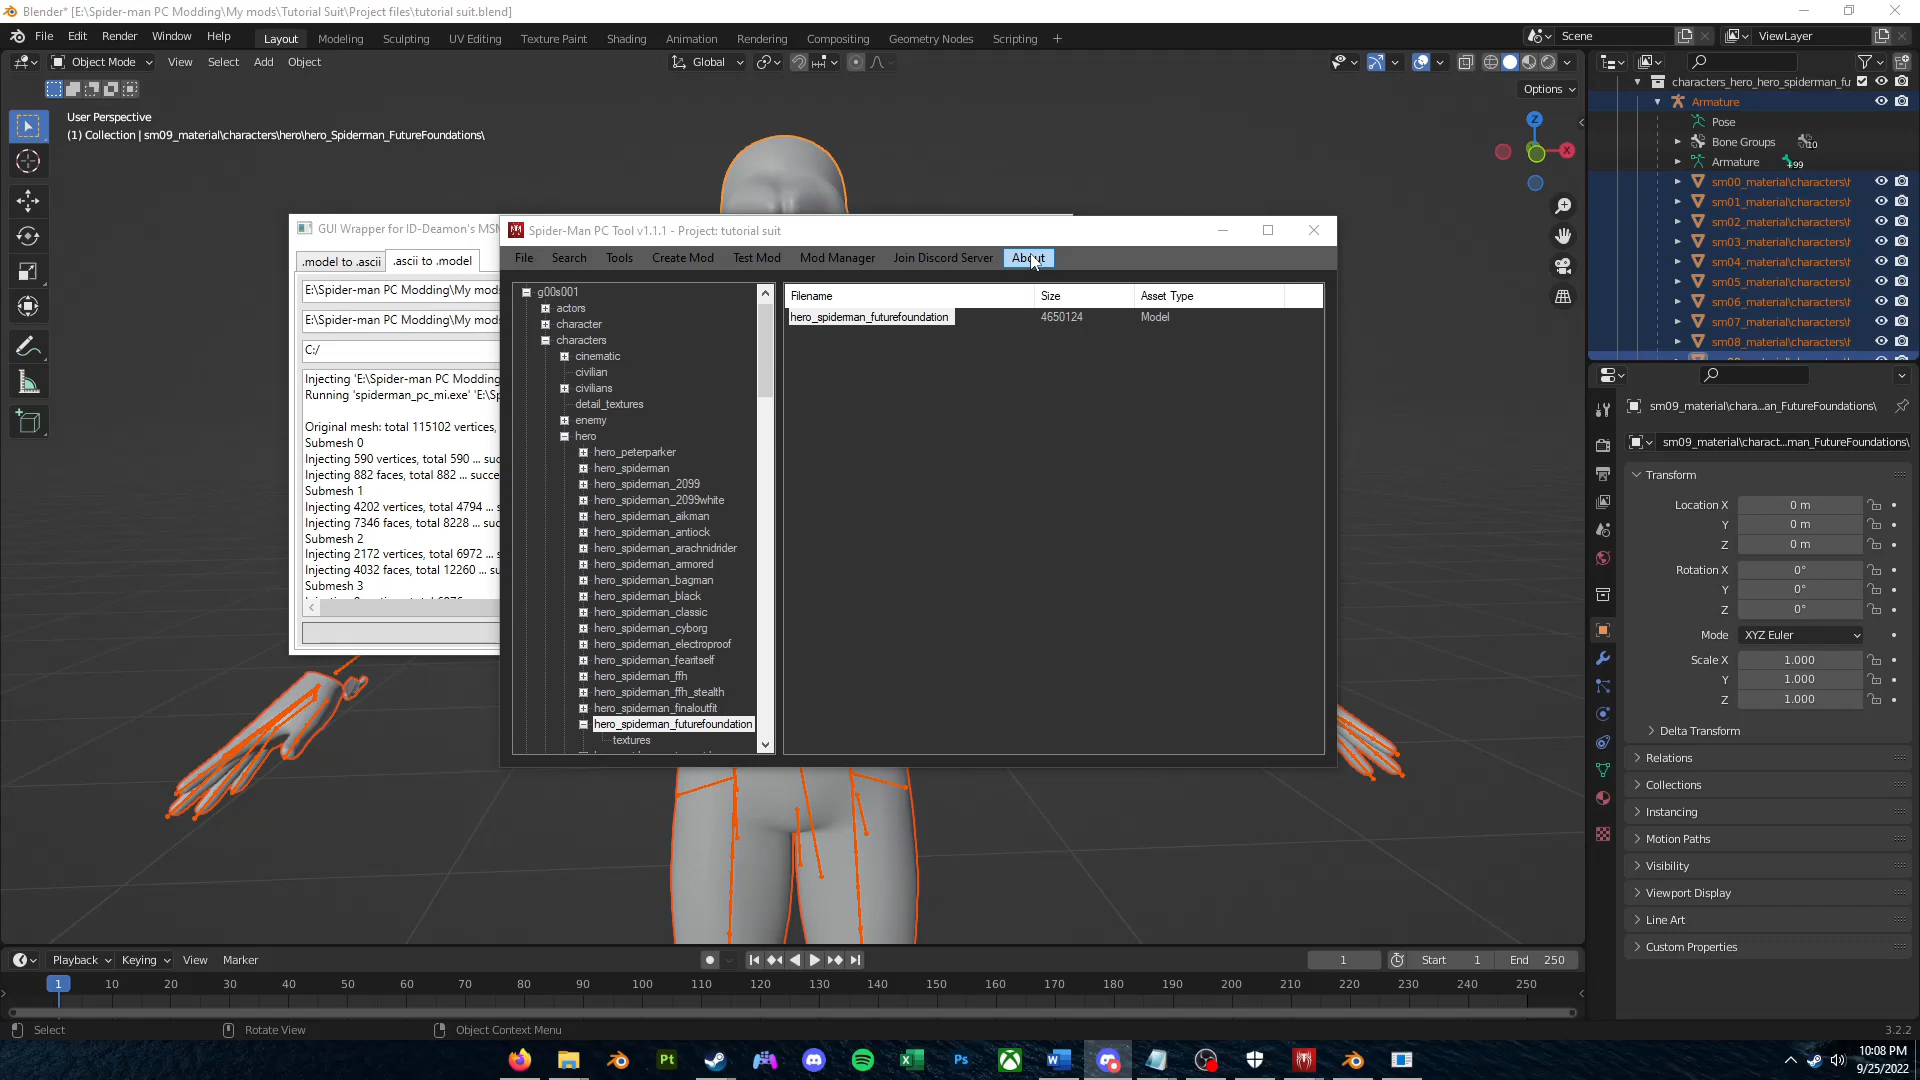 Blender* [E:\Spider-man PC Modding\My mods\Tutorial Suit\Project files\tutorial suit.blend]
File Edit Render Window Help Layout Modeling Sculpting UV Editing Texture Paint Shading Animation Rendering Compositing Geometry Nodes Scripting +
Scene
ViewLayer
Object Mode View Select Add Object
Global
Options
User Perspective
(1) Collection | sm09_material\characters\hero\hero_Spiderman_FutureFoundations\
Z
X
characters_hero_hero_spiderman_fu
Armature
Pose
Bone Groups 10
Armature +99
sm00_material\characters\h
sm01_material\characters\h
sm02_material\characters\h
sm03_material\characters\h
sm04_material\characters\h
sm05_material\characters\h
sm06_material\characters\h
sm07_material\characters\h
sm08_material\characters\h
GUI Wrapper for ID-Deamon's MSM
.model to .ascii .ascii to .model
E:\Spider-man PC Modding\My mods
E:\Spider-man PC Modding\My mods
C:/
Injecting 'E:\Spider-man PC Modding
Running 'spiderman_pc_mi.exe' 'E:\Sp
Original mesh: total 115102 vertices,
Submesh 0
Injecting 590 vertices, total 590 ... suc
Injecting 882 faces, total 882 ... succe
Submesh 1
Injecting 4202 vertices, total 4794 ... s
Injecting 7346 faces, total 8228 ... suc
Submesh 2
Injecting 2172 vertices, total 6972 ... s
Injecting 4032 faces, total 12260 ... su
Submesh 3
Spider-Man PC Tool v1.1.1 - Project: tutorial suit
File Search Tools Create Mod Test Mod Mod Manager Join Discord Server About
g00s001
actors
character
characters
cinematic
civilian
civilians
detail_textures
enemy
hero
hero_peterparker
hero_spiderman
hero_spiderman_2099
hero_spiderman_2099white
hero_spiderman_aikman
hero_spiderman_antiock
hero_spiderman_arachnidrider
hero_spiderman_armored
hero_spiderman_bagman
hero_spiderman_black
hero_spiderman_classic
hero_spiderman_cyborg
hero_spiderman_electroproof
hero_spiderman_fearitself
hero_spiderman_ffh
hero_spiderman_ffh_stealth
hero_spiderman_finaloutfit
hero_spiderman_futurefoundation
textures
Filename Size Asset Type
hero_spiderman_futurefoundation 4650124 Model
sm09_material\chara...an_FutureFoundations\
sm09_material\charact...man_FutureFoundations\
Transform
Location X 0 m
Y 0 m
Z 0 m
Rotation X 0°
Y 0°
Z 0°
Mode XYZ Euler
Scale X 1.000
Y 1.000
Z 1.000
Delta Transform
Relations
Collections
Instancing
Motion Paths
Visibility
Viewport Display
Line Art
Custom Properties
Playback Keying View Marker
1 Start 1 End 250
1 10 20 30 40 50 60 70 80 90 100 110 120 130 140 150 160 170 180 190 200 210 220 230 240 250
Select Rotate View Object Context Menu 3.2.2
Pt
Ps
10:08 PM
9/25/2022